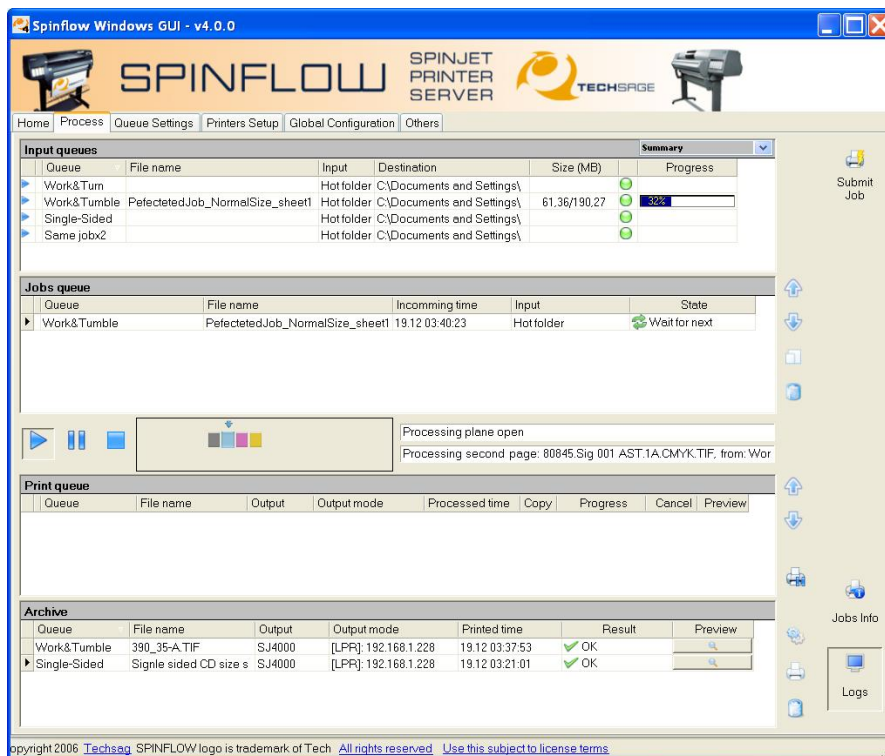 Spinflow Windows GUI - v4.0.0
SPINFLOW
SPINJET
PRINTER
SERVER
TECHSAGE
Home Process Queue Settings Printers Setup Global Configuration Others
Input queues Summary
Queue File name Input Destination Size (MB) Progress
Work&Turn Hot folder C:\Documents and Settings\
Work&Tumble PefectetedJob_NormalSize_sheet1 Hot folder C:\Documents and Settings\ 61,36/190,27 32%
Single-Sided Hot folder C:\Documents and Settings\
Same jobx2 Hot folder C:\Documents and Settings\
Submit
Job
Jobs queue
Queue File name Incomming time Input State
Work&Tumble PefectetedJob_NormalSize_sheet1 19.12 03:40:23 Hot folder Wait for next
Processing plane open
Processing second page: 80845.Sig 001 AST.1A.CMYK.TIF, from: Wor
Print queue
Queue File name Output Output mode Processed time Copy Progress Cancel Preview
Archive
Queue File name Output Output mode Printed time Result Preview
Work&Tumble 390_35-A.TIF SJ4000 [LPR]: 192.168.1.228 19.12 03:37:53 OK
Single-Sided Signle sided CD size s SJ4000 [LPR]: 192.168.1.228 19.12 03:21:01 OK
Jobs Info
Logs
opyright 2006 Techsag SPINFLOW logo is trademark of Tech All rights reserved Use this subject to license terms